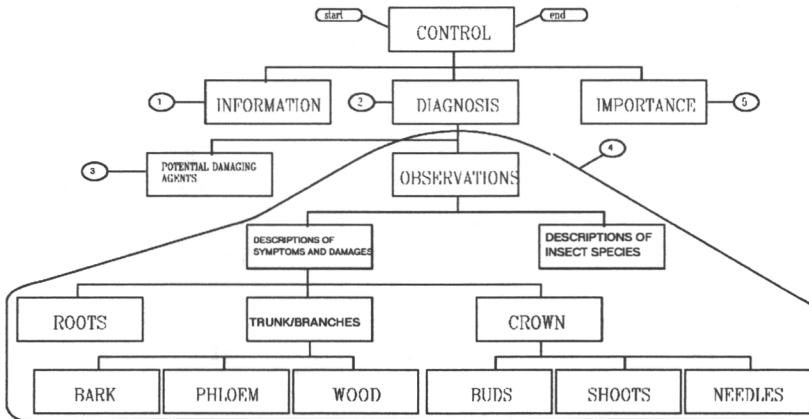 start
end
CONTROL
1
INFORMATION
2
DIAGNOSIS
IMPORTANCE
5
3
POTENTIAL DAMAGING
AGENTS
OBSERVATIONS
4
DESCRIPTIONS OF
SYMPTOMS AND DAMAGES
DESCRIPTIONS OF
INSECT SPECIES
ROOTS
TRUNK/BRANCHES
CROWN
BARK
PHLOEM
WOOD
BUDS
SHOOTS
NEEDLES